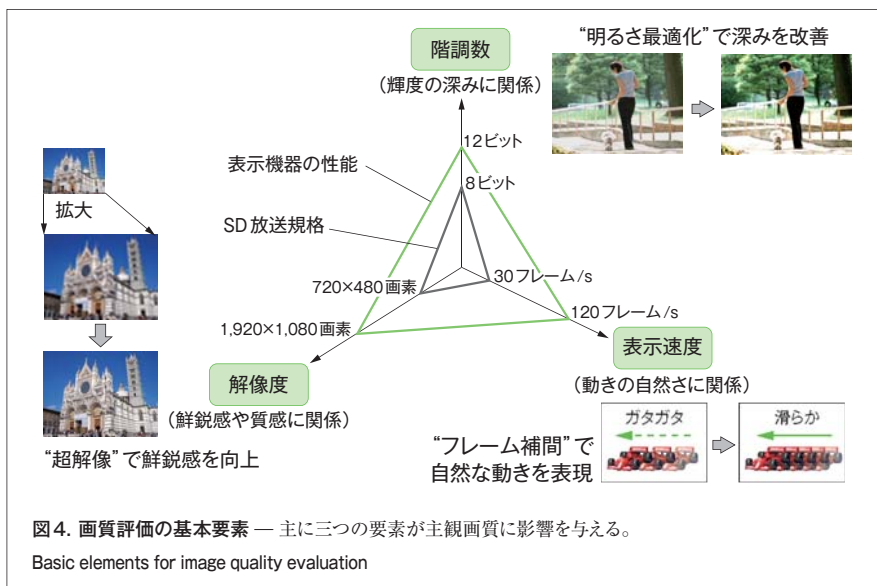 階調数
(輝度の深みに関係)
“明るさ最適化”で深みを改善
12ビット
8ビット
表示機器の性能
SD放送規格
拡大
720×480画素
30フレーム/s
1,920×1,080画素
120フレーム/s
解像度
(鮮鋭感や質感に関係)
表示速度
(動きの自然さに関係)
“超解像”で鮮鋭感を向上
“フレーム補間”で
自然な動きを表現
ガタガタ
滑らか
図4. 画質評価の基本要素 — 主に三つの要素が主観画質に影響を与える。
Basic elements for image quality evaluation